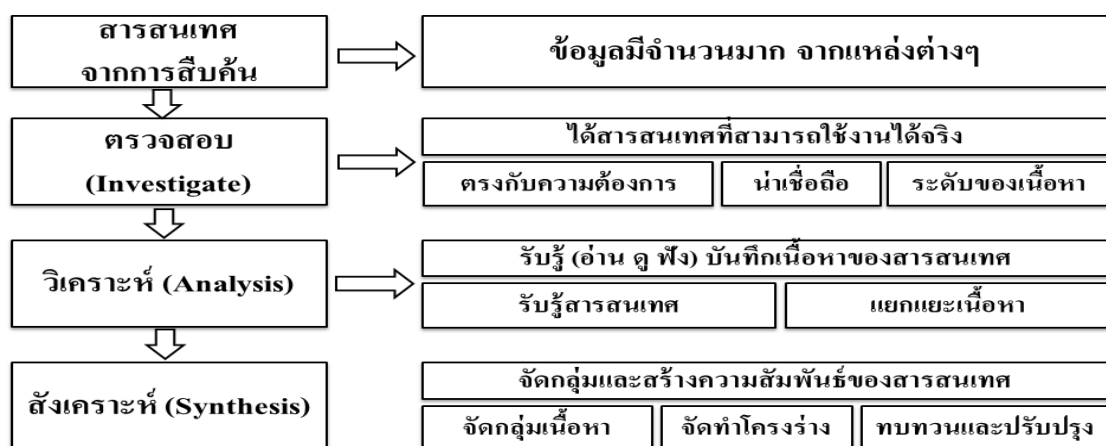 สารสนเทศ
จากการสืบค้น
ข้อมูลมีจำนวนมาก จากแหล่งต่างๆ
ตรวจสอบ
(Investigate)
ได้สารสนเทศที่สามารถใช้งานได้จริง
ตรงกับความต้องการ
น่าเชื่อถือ
ระดับของเนื้อหา
วิเคราะห์ (Analysis)
รับรู้ (อ่าน ดู ฟัง) บันทึกเนื้อหาของสารสนเทศ
รับรู้สารสนเทศ
แยกแยะเนื้อหา
สังเคราะห์ (Synthesis)
จัดกลุ่มและสร้างความสัมพันธ์ของสารสนเทศ
จัดกลุ่มเนื้อหา
จัดทำโครงร่าง
ทบทวนและปรับปรุง